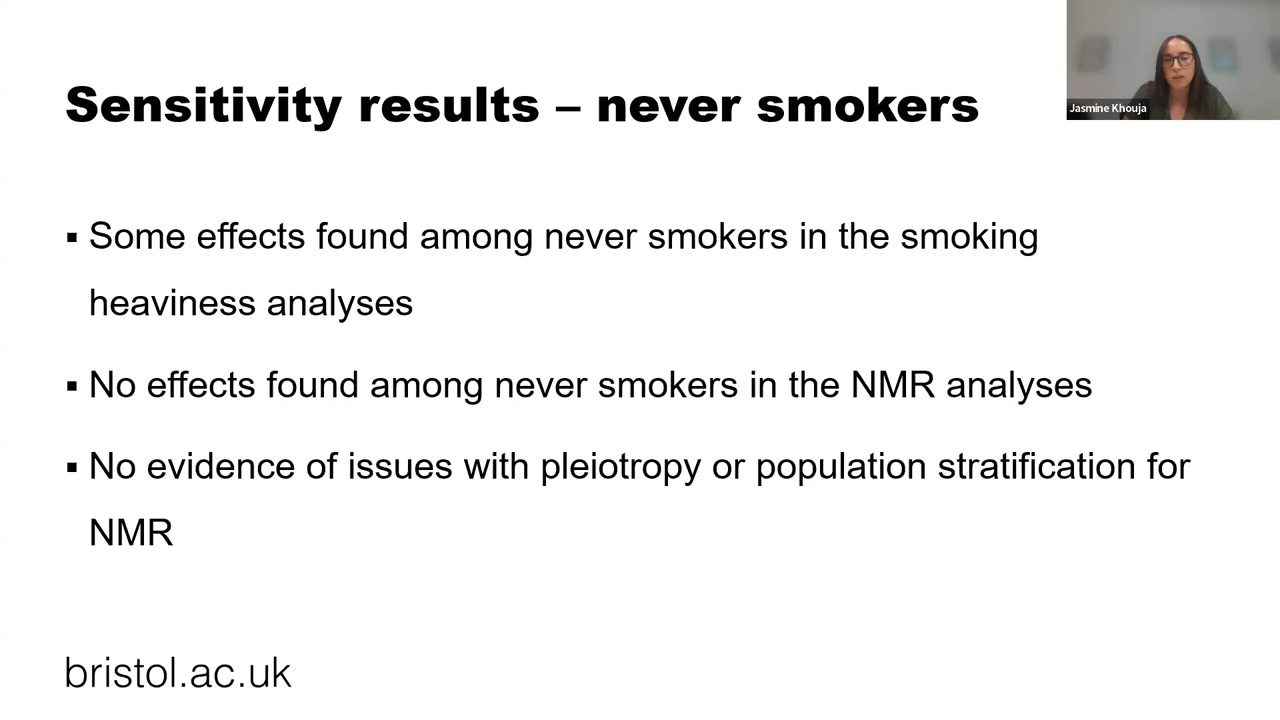 Sensitivity results – never smokers
Jasmine Khouja
▪ Some effects found among never smokers in the smoking
heaviness analyses
▪ No effects found among never smokers in the NMR analyses
▪ No evidence of issues with pleiotropy or population stratification for
NMR
bristol.ac.uk